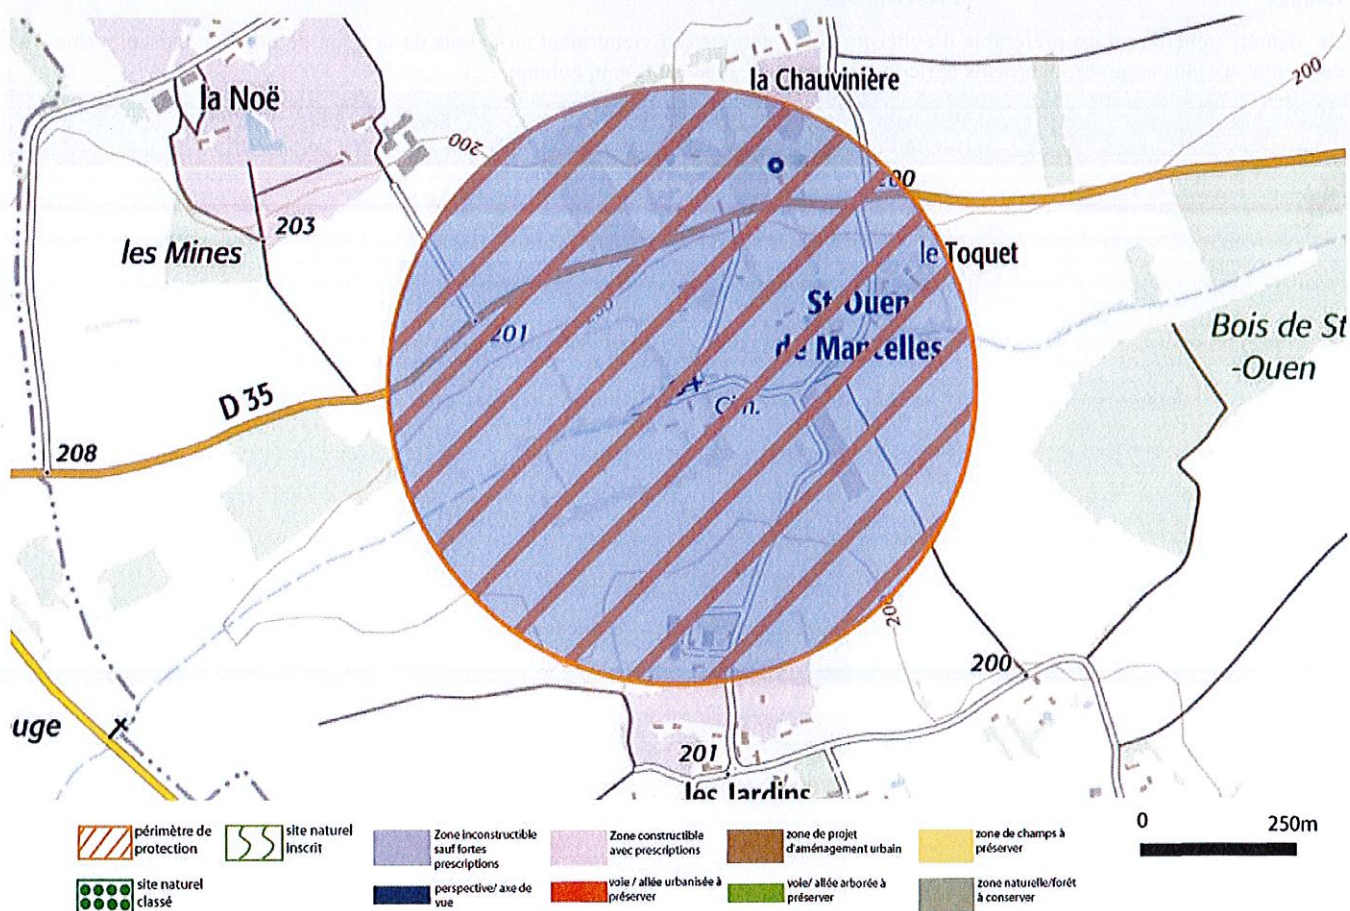 la Noë
la Chauvinière
200
200
200
203
les Mines
le Toquet
St Ouen
de Mancelles
201
200
Bois de St
-Ouen
Cim.
D 35
208
200
200
uge
201
les Jardins
périmètre de
protection
site naturel
inscrit
Zone inconstructible
sauf fortes
prescriptions
Zone constructible
avec prescriptions
zone de projet
d'aménagement urbain
zone de champs à
préserver
0 250m
site naturel
classé
perspective/ axe de
vue
voie / allée urbanisée à
préserver
voie/ allée arborée à
préserver
zone naturelle/forêt
à conserver